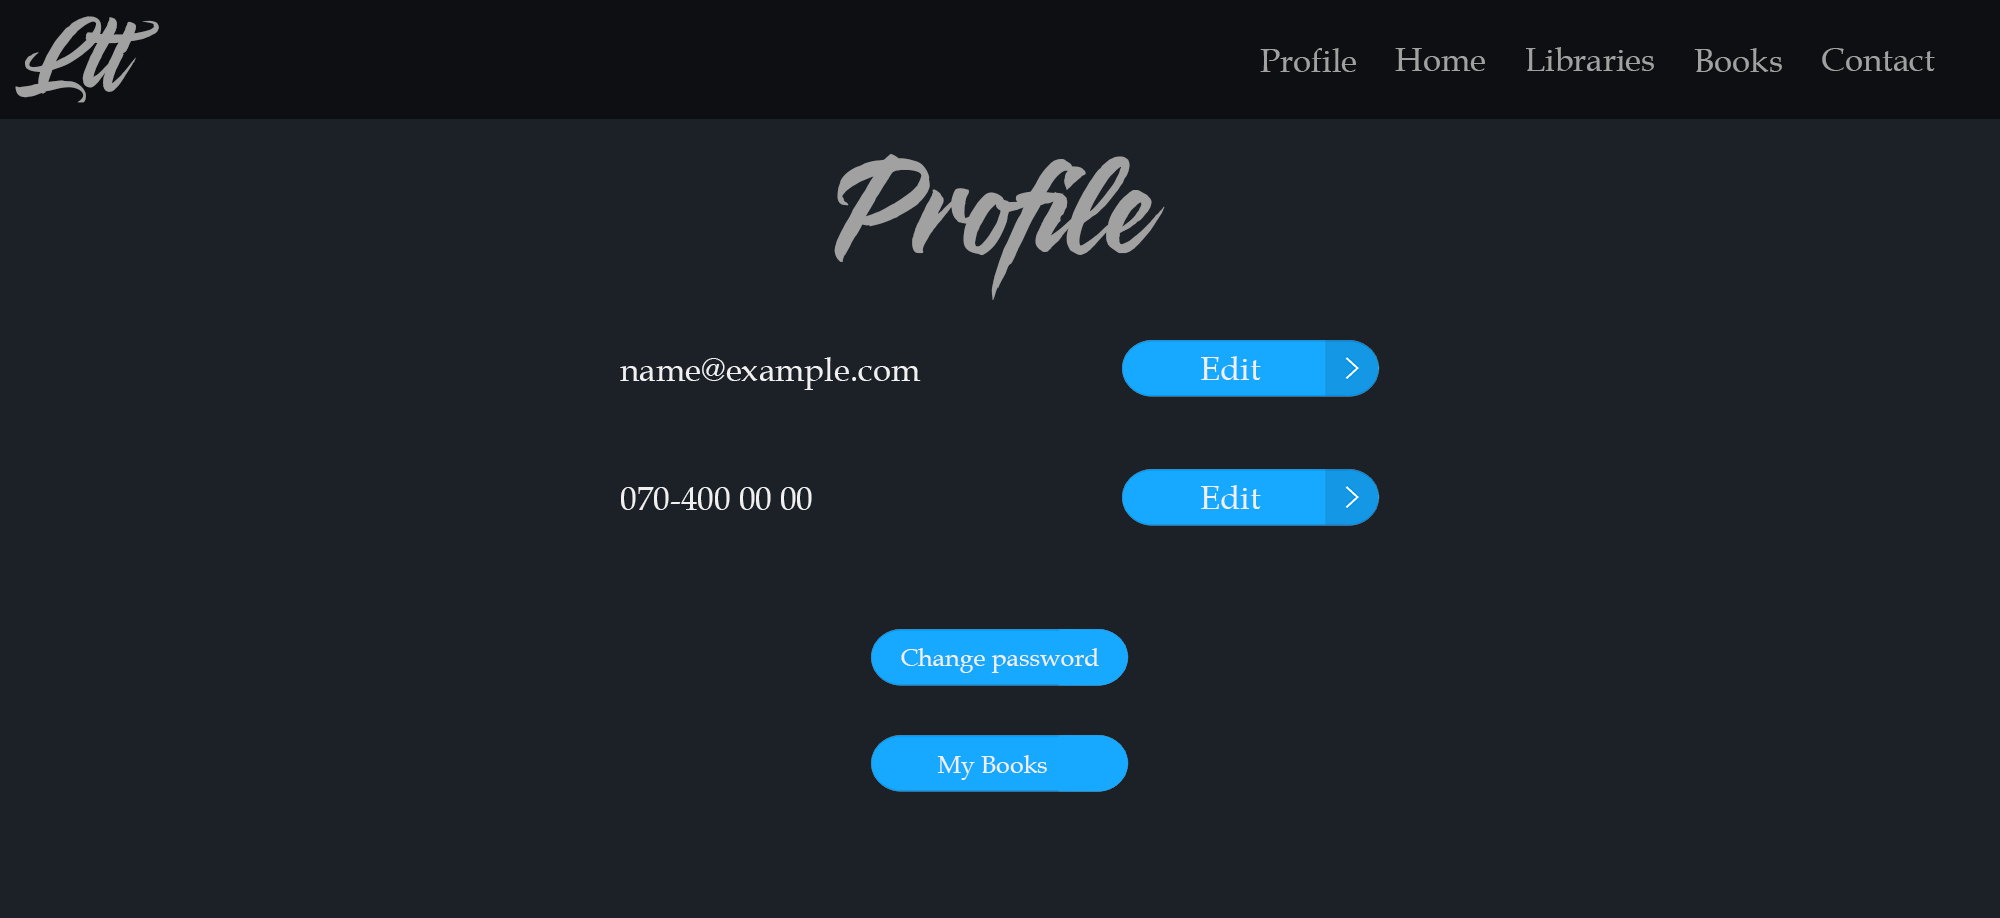 Ltt
Profile Home Libraries Books Contact
Profile
name@example.com Edit
070-400 00 00 Edit
Change password
My Books